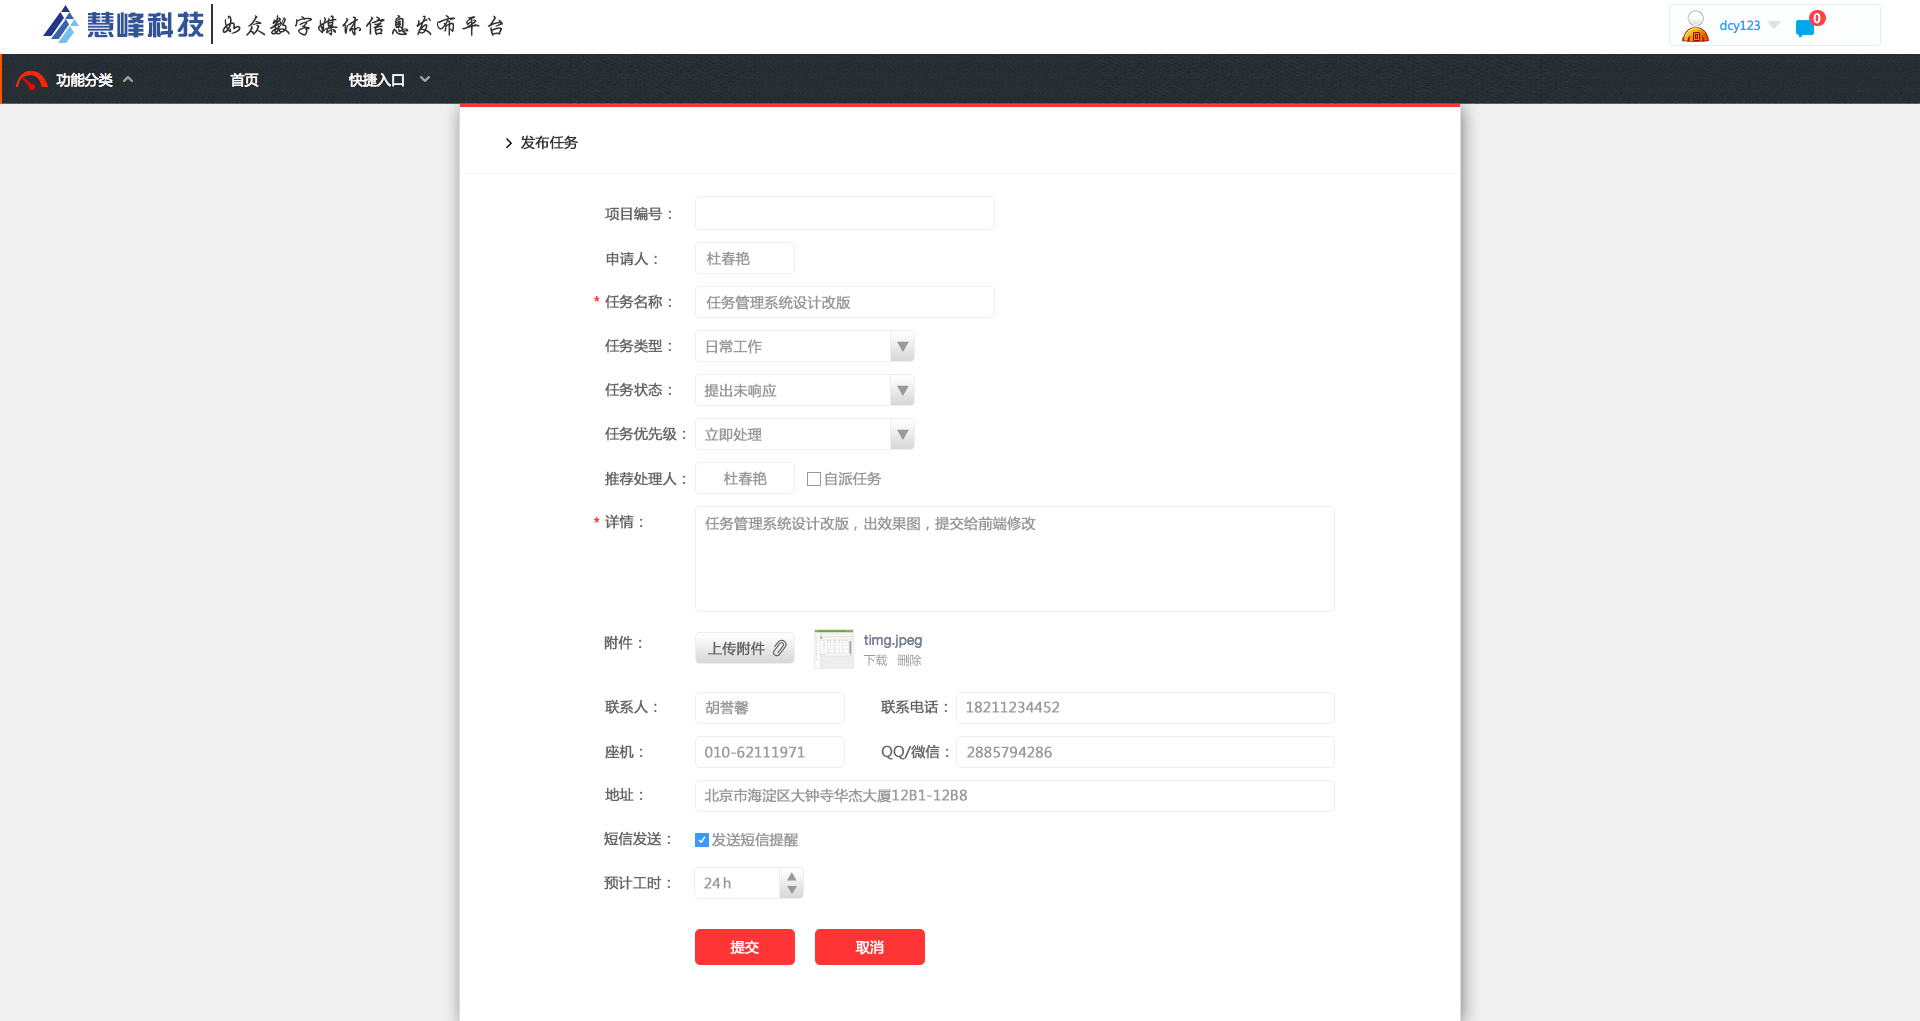 慧峰科技 如众数字媒体信息发布平台
dcy123 0
功能分类 首页 快捷入口
发布任务
项目编号：
申请人： 杜春艳
* 任务名称： 任务管理系统设计改版
任务类型： 日常工作
任务状态： 提出未响应
任务优先级： 立即处理
推荐处理人： 杜春艳 自派任务
* 详情： 任务管理系统设计改版，出效果图，提交给前端修改
附件： 上传附件 timg.jpeg
下载 删除
联系人： 胡誉馨 联系电话： 18211234452
座机： 010-62111971 QQ/微信： 2885794286
地址： 北京市海淀区大钟寺华杰大厦12B1-12B8
短信发送： 发送短信提醒
预计工时： 24h
提交 取消